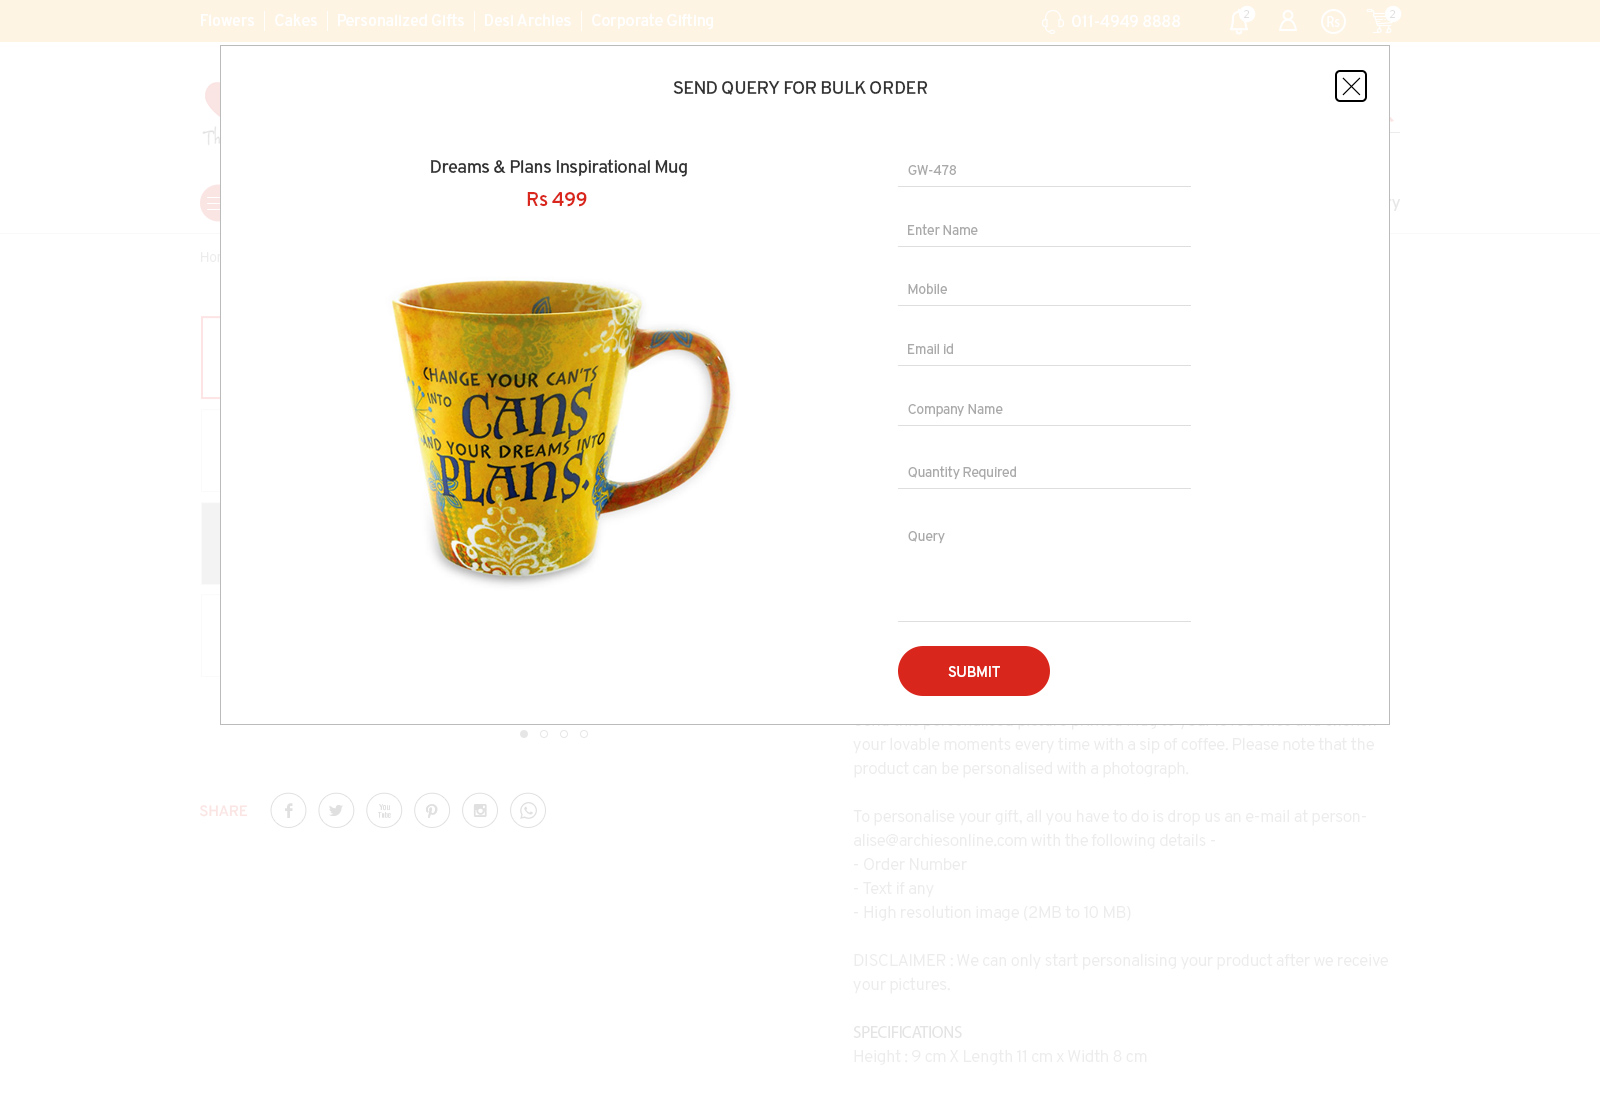 Flowers | Cakes | Personalized Gifts | Desi Archies | Corporate Gifting
011-4949 8888
2
Rs
2
SEND QUERY FOR BULK ORDER
Dreams & Plans Inspirational Mug
Rs 499
CHANGE YOUR CAN'TS
INTO CANS
AND YOUR DREAMS INTO
PLANS.
GW-478
Enter Name
Mobile
Email id
Company Name
Quantity Required
Query
SUBMIT
your lovable moments every time with a sip of coffee. Please note that the
product can be personalised with a photograph.
SHARE
You
Tube
To personalise your gift, all you have to do is drop us an e-mail at person-
alise@archiesonline.com with the following details -
- Order Number
- Text if any
- High resolution image (2MB to 10 MB)
DISCLAIMER : We can only start personalising your product after we receive
your pictures.
SPECIFICATIONS
Height : 9 cm X Length 11 cm x Width 8 cm